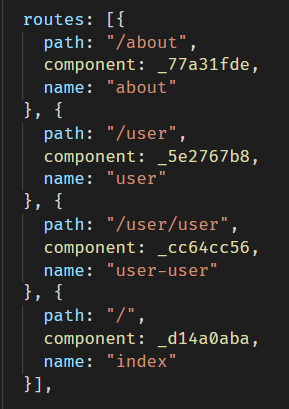 routes: [{
path: "/about",
component: _77a31fde,
name: "about"
}, {
path: "/user",
component: _5e2767b8,
name: "user"
}, {
path: "/user/user",
component: _cc64cc56,
name: "user-user"
}, {
path: "/",
component: _d14a0aba,
name: "index"
}],